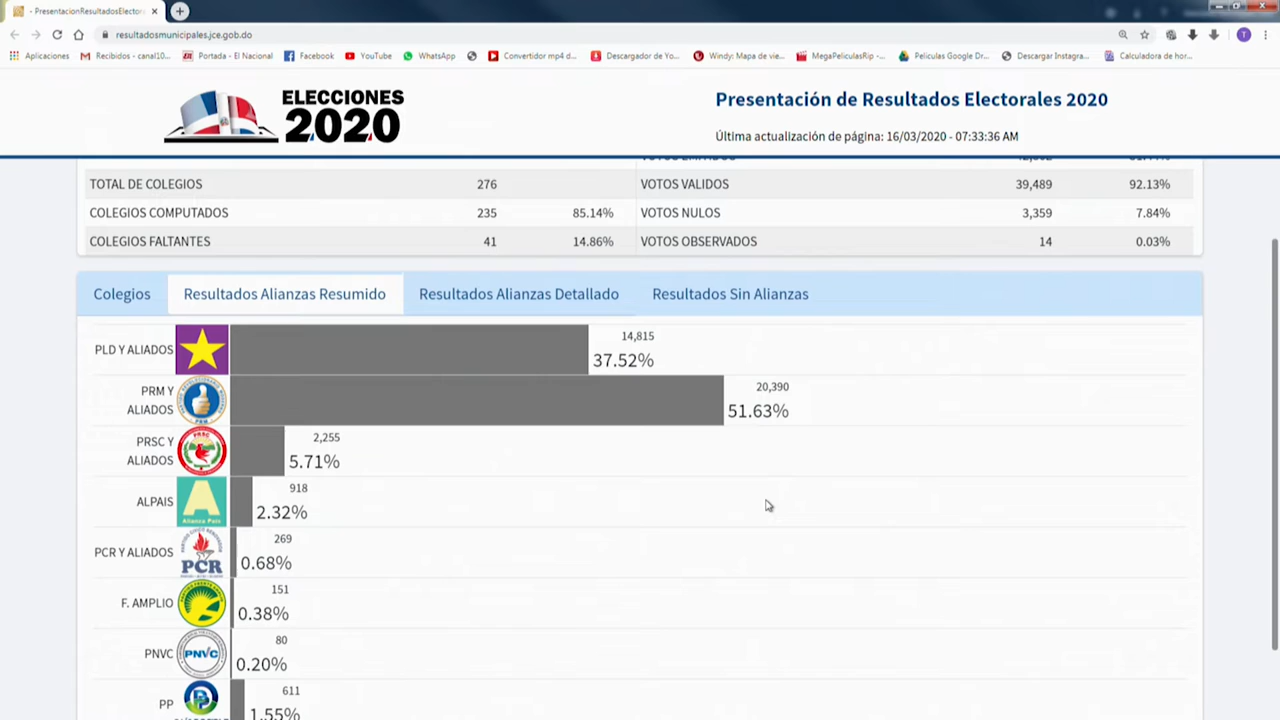 - PresentacionResultadosElector
resultadosmunicipales.jce.gob.do
Aplicaciones
Recibidos - canal10...
Portada - El Nacional
Facebook
YouTube
WhatsApp
Convertidor mp4 d...
Descargador de Yo...
Windy: Mapa de vie...
MegaPeliculasRip -...
Peliculas Google Dr...
Descargar Instagra...
Calculadora de hor...
T
ELECCIONES
2020
Presentación de Resultados Electorales 2020
Última actualización de página: 16/03/2020 - 07:33:36 AM
TOTAL DE COLEGIOS 276 VOTOS VALIDOS 39,489 92.13%
COLEGIOS COMPUTADOS 235 85.14% VOTOS NULOS 3,359 7.84%
COLEGIOS FALTANTES 41 14.86% VOTOS OBSERVADOS 14 0.03%
Colegios Resultados Alianzas Resumido Resultados Alianzas Detallado Resultados Sin Alianzas
PLD Y ALIADOS
14,815
37.52%
PRM Y
ALIADOS
PRM
20,390
51.63%
PRSC Y
ALIADOS
PRSC
2,255
5.71%
ALPAIS
A
Alianza País
918
2.32%
PCR Y ALIADOS
PCR
269
0.68%
F. AMPLIO
151
0.38%
PNVC
PNVC
80
0.20%
PP
611
1.55%